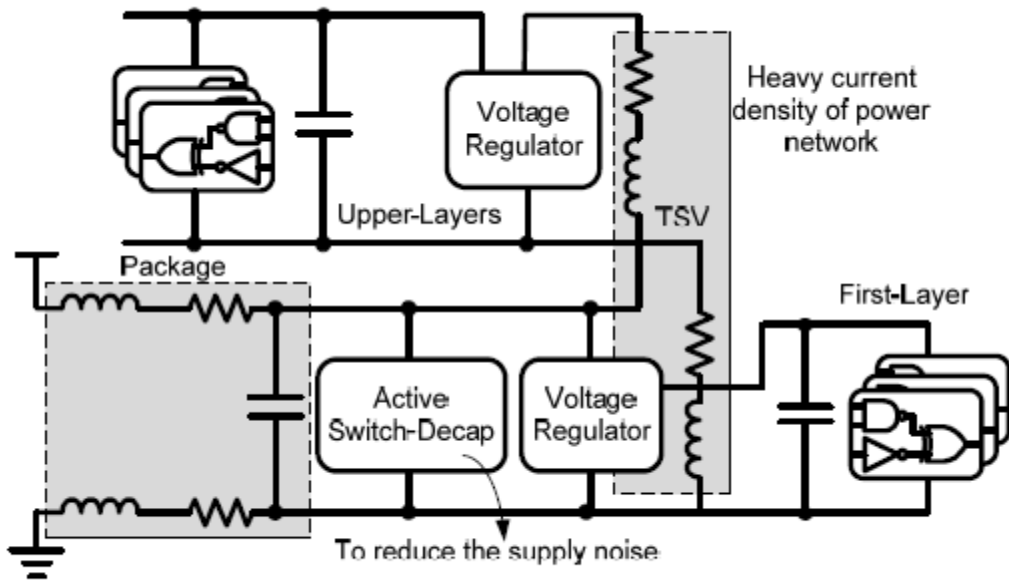 Voltage
Regulator
Heavy current
density of power
network
Upper-Layers
TSV
Package
First-Layer
Active
Switch-Decap
Voltage
Regulator
To reduce the supply noise